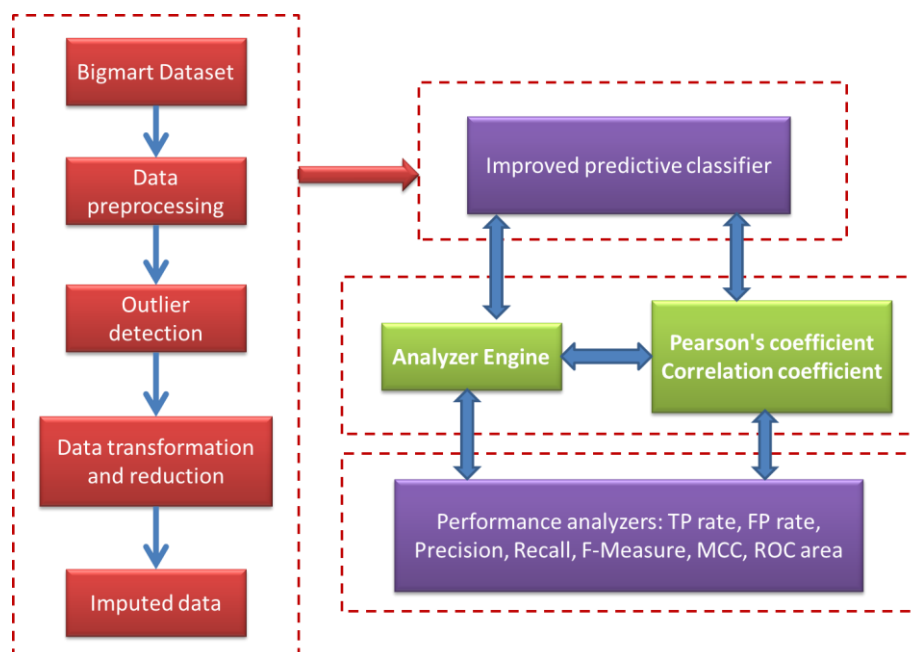 Bigmart Dataset
Data
preprocessing
Outlier
detection
Data transformation
and reduction
Imputed data
Improved predictive classifier
Analyzer Engine
Pearson's coefficient
Correlation coefficient
Performance analyzers: TP rate, FP rate,
Precision, Recall, F-Measure, MCC, ROC area